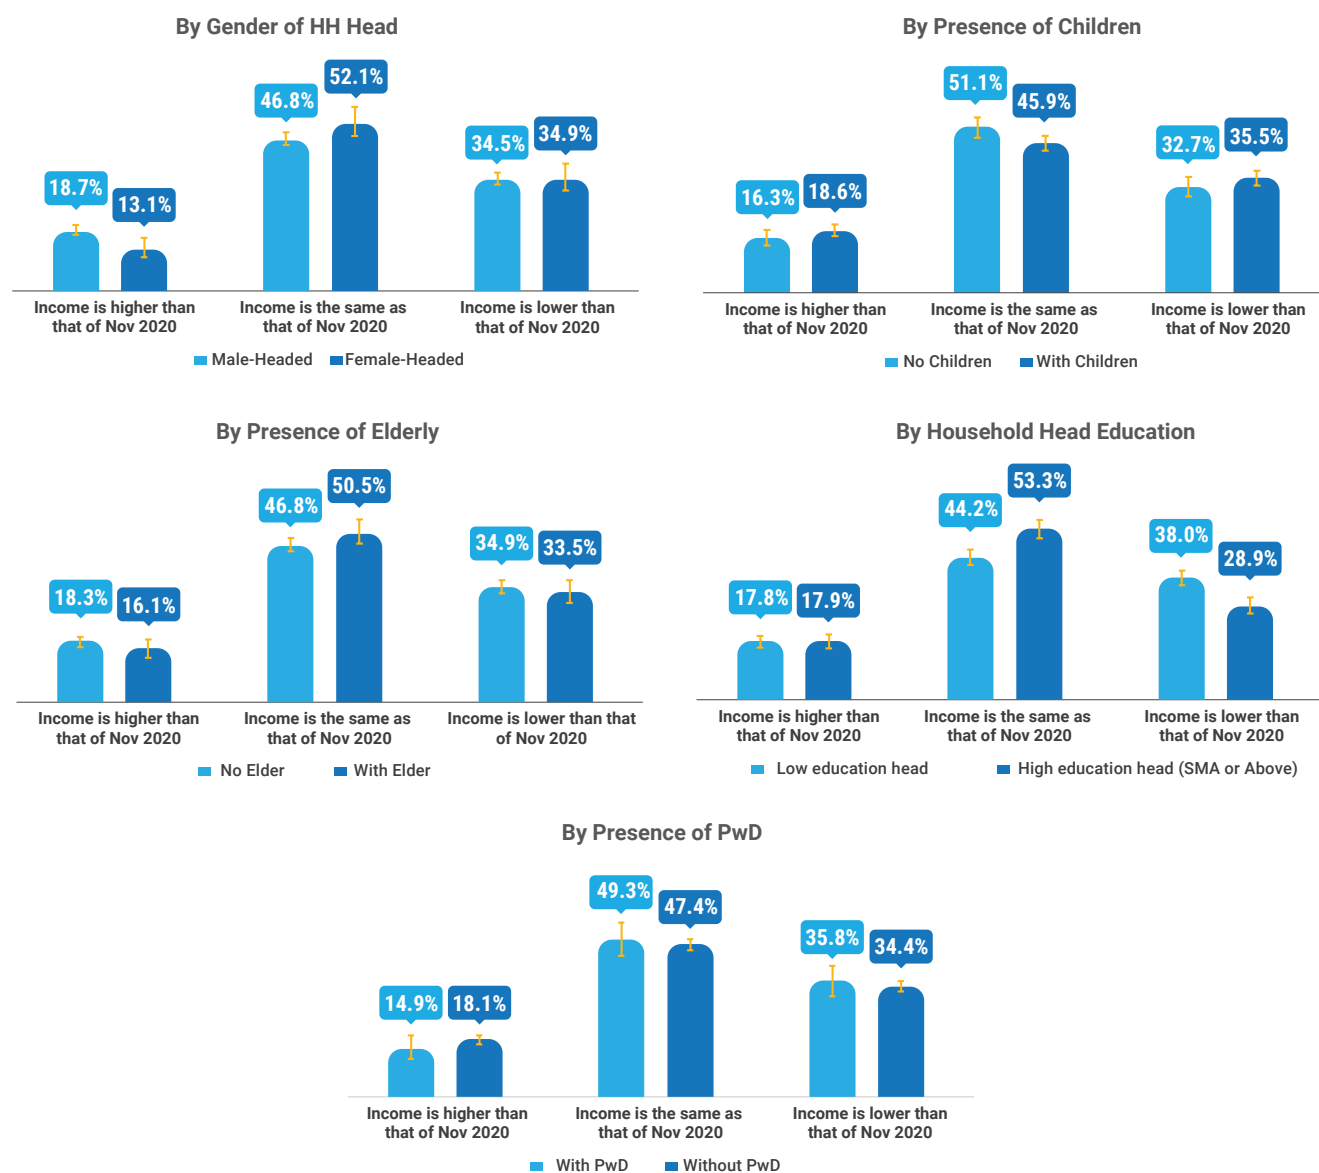 By Gender of HH Head
52.1%
46.8%
34.5%
34.9%
18.7%
13.1%
Income is higher than
that of Nov 2020
Income is the same as
that of Nov 2020
Income is lower than
that of Nov 2020
Male-Headed
Female-Headed
By Presence of Children
51.1%
45.9%
32.7%
35.5%
16.3%
18.6%
Income is higher than
that of Nov 2020
Income is the same as
that of Nov 2020
Income is lower than
that of Nov 2020
No Children
With Children
By Presence of Elderly
50.5%
46.8%
34.9%
33.5%
18.3%
16.1%
Income is higher than
that of Nov 2020
Income is the same as
that of Nov 2020
Income is lower than that
of Nov 2020
No Elder
With Elder
By Household Head Education
53.3%
44.2%
38.0%
28.9%
17.8%
17.9%
Income is higher than
that of Nov 2020
Income is the same as
that of Nov 2020
Income is lower than
that of Nov 2020
Low education head
High education head (SMA or Above)
By Presence of PwD
49.3%
47.4%
35.8%
34.4%
14.9%
18.1%
Income is higher than
that of Nov 2020
Income is the same as
that of Nov 2020
Income is lower than
that of Nov 2020
With PwD
Without PwD